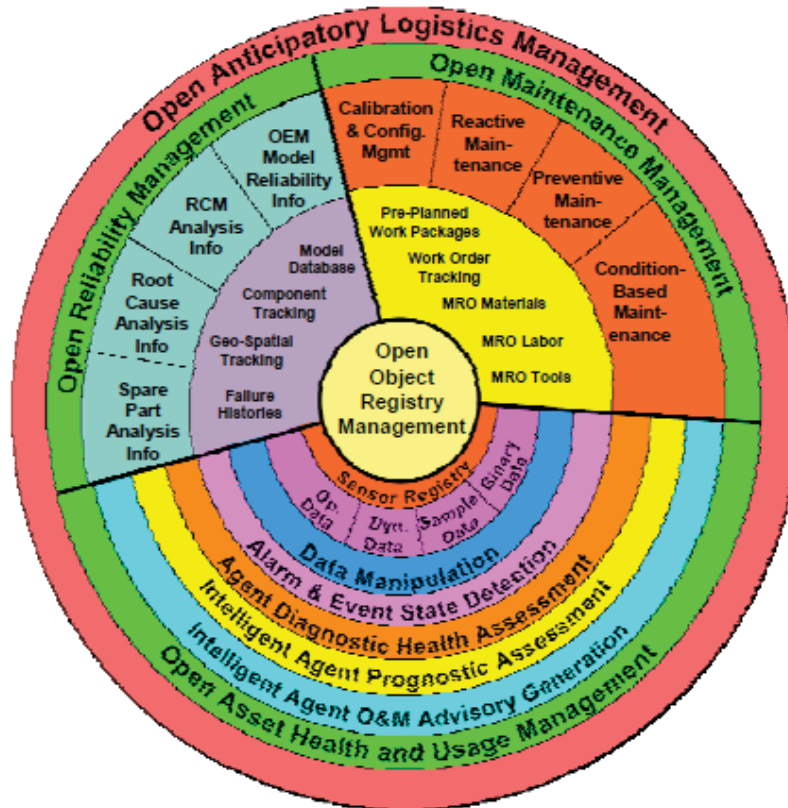 Open Anticipatory Logistics Management
Open Reliability Management
Open Maintenance Management
OEM
Model
Reliability
Info
RCM
Analysis
Info
Root
Cause
Analysis
Info
Spare
Part
Analysis
Info
Model
Database
Component
Tracking
Geo-Spatial
Tracking
Failure
Histories
Calibration
& Config.
Mgmt
Reactive
Main-
tenance
Preventive
Main-
tenance
Condition-
Based
Maint-
enance
Pre-Planned
Work Packages
Work Order
Tracking
MRO Materials
MRO Labor
MRO Tools
Open
Object
Registry
Management
Sensor Registry
Op.
Data
Dyn.
Data
Sample
Data
Binary
Data
Data Manipulation
Alarm & Event State Detection
Agent Diagnostic Health Assessment
Intelligent Agent Prognostic Assessment
Intelligent Agent O&M Advisory Generation
Open Asset Health and Usage Management